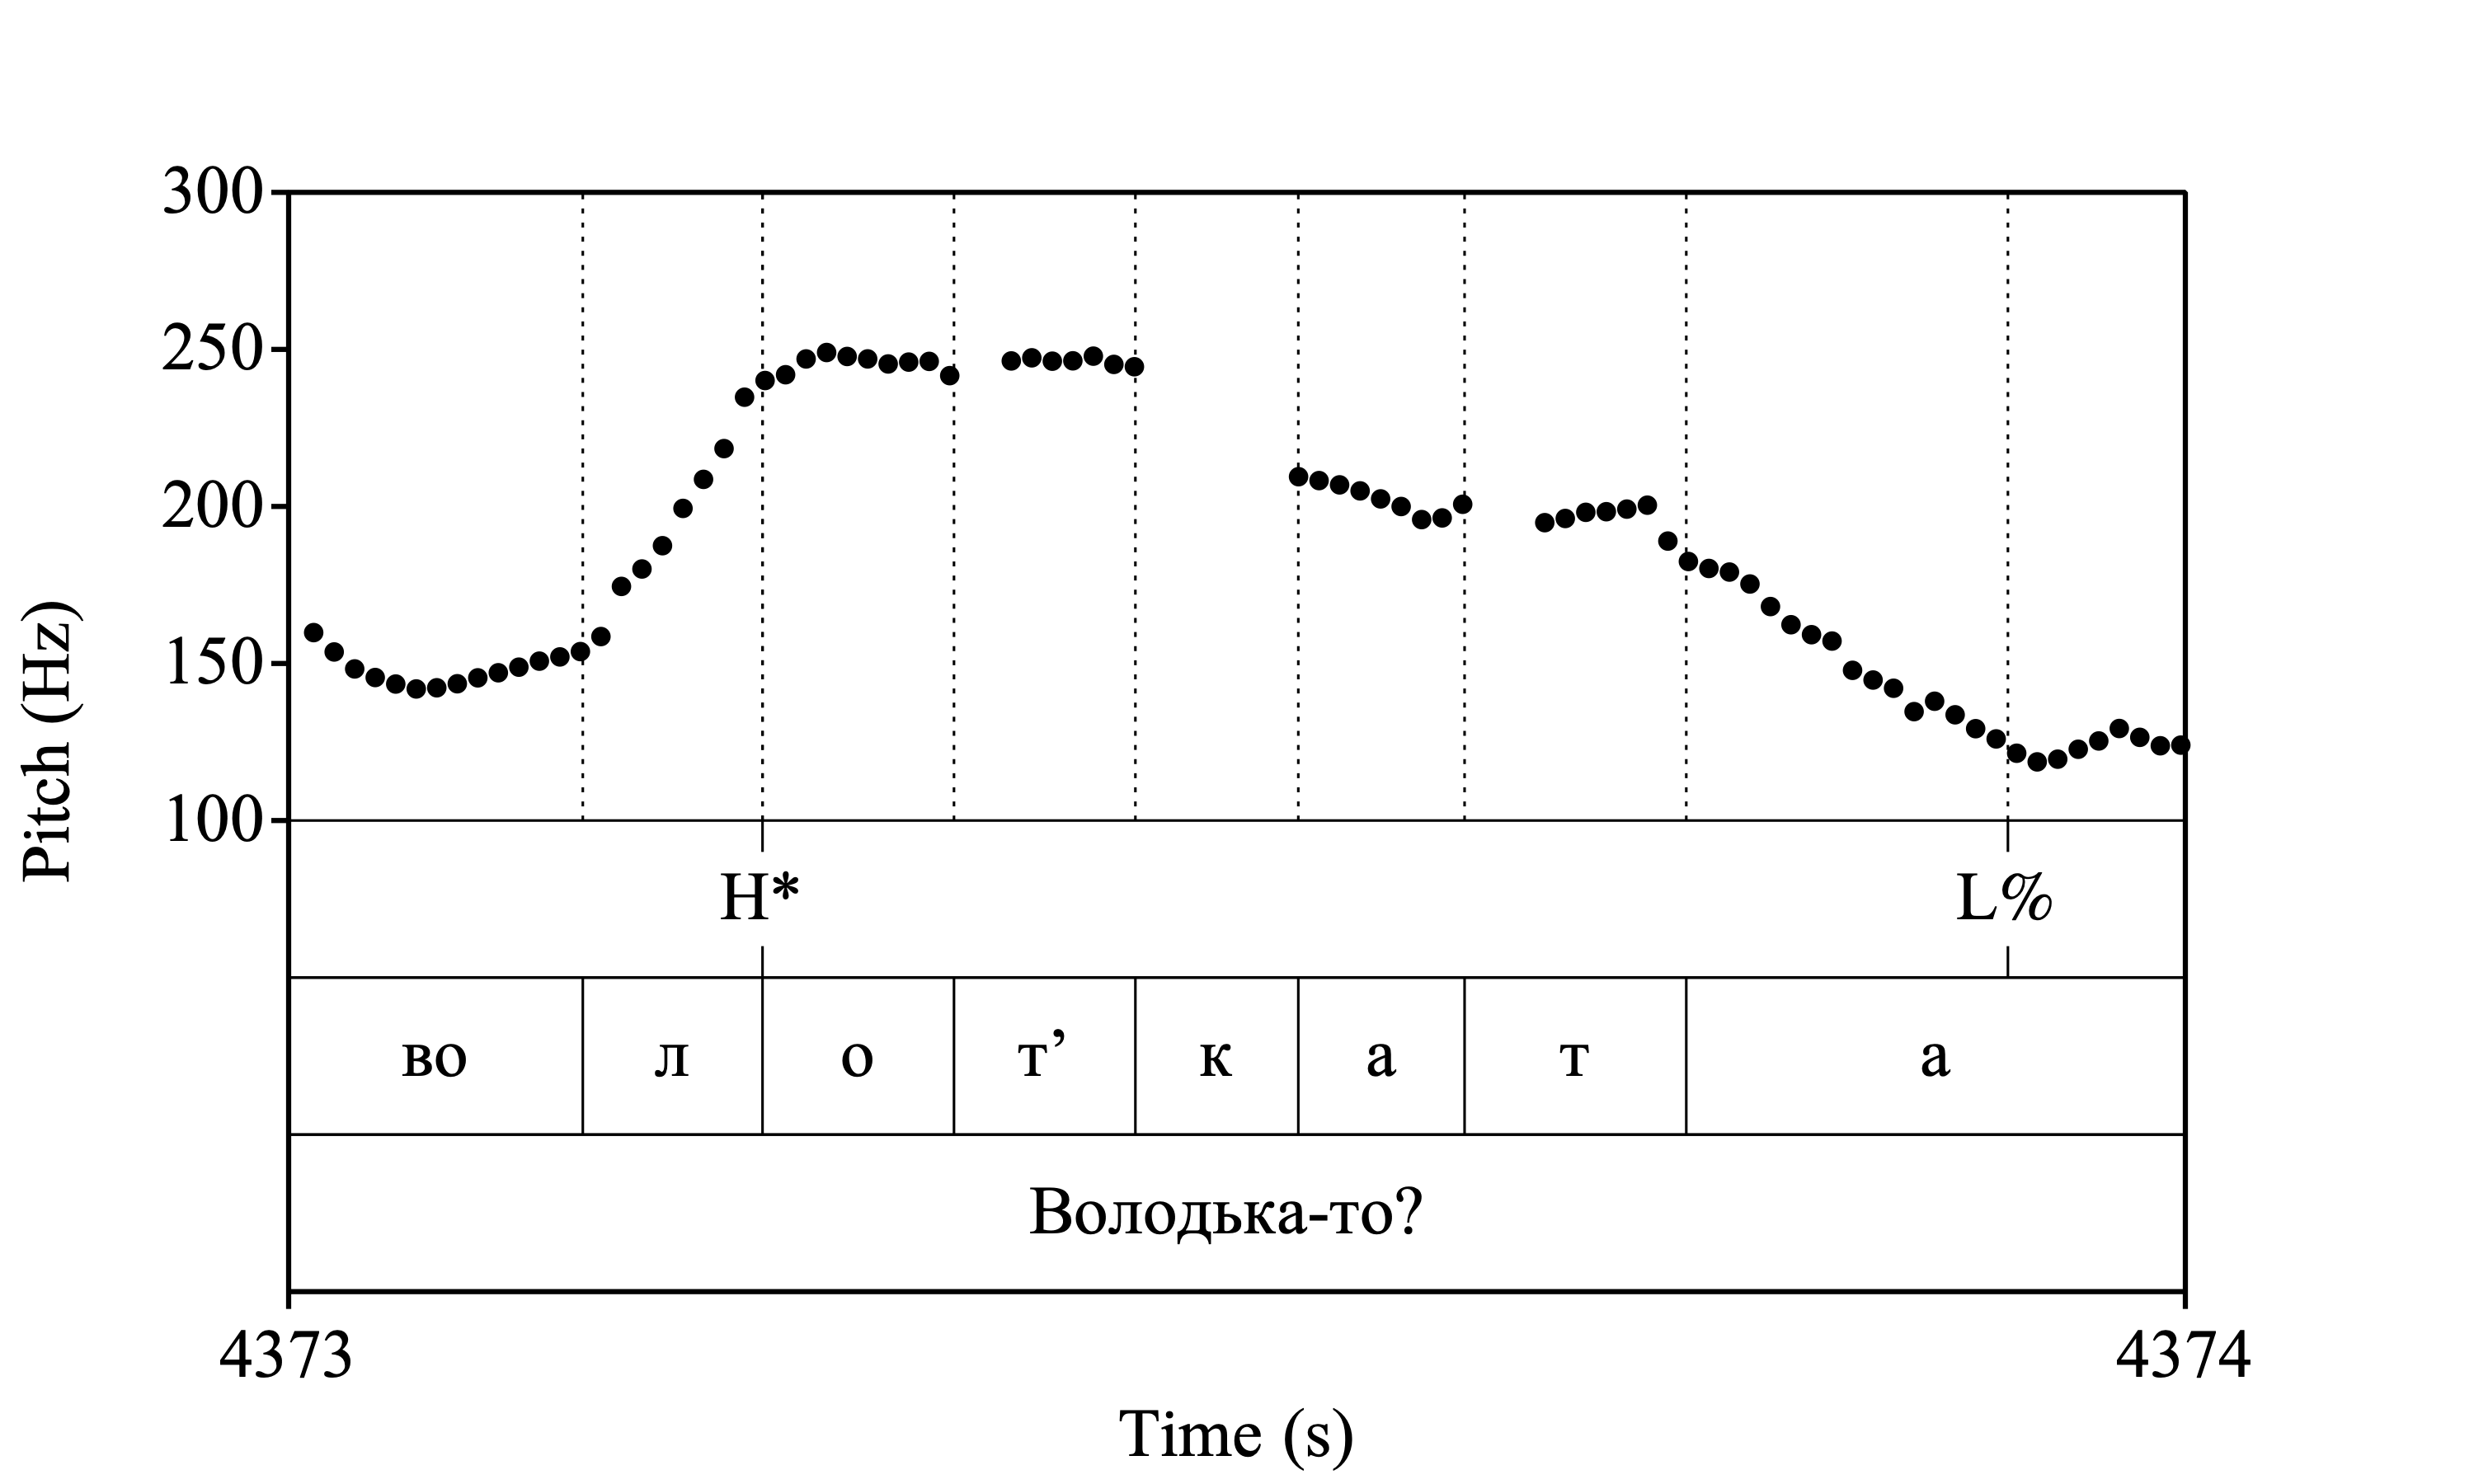 300
250
200
150
100
Pitch (Hz)
H* L%
во л о т’ к а т а
Володька-то?
4373 4374
Time (s)